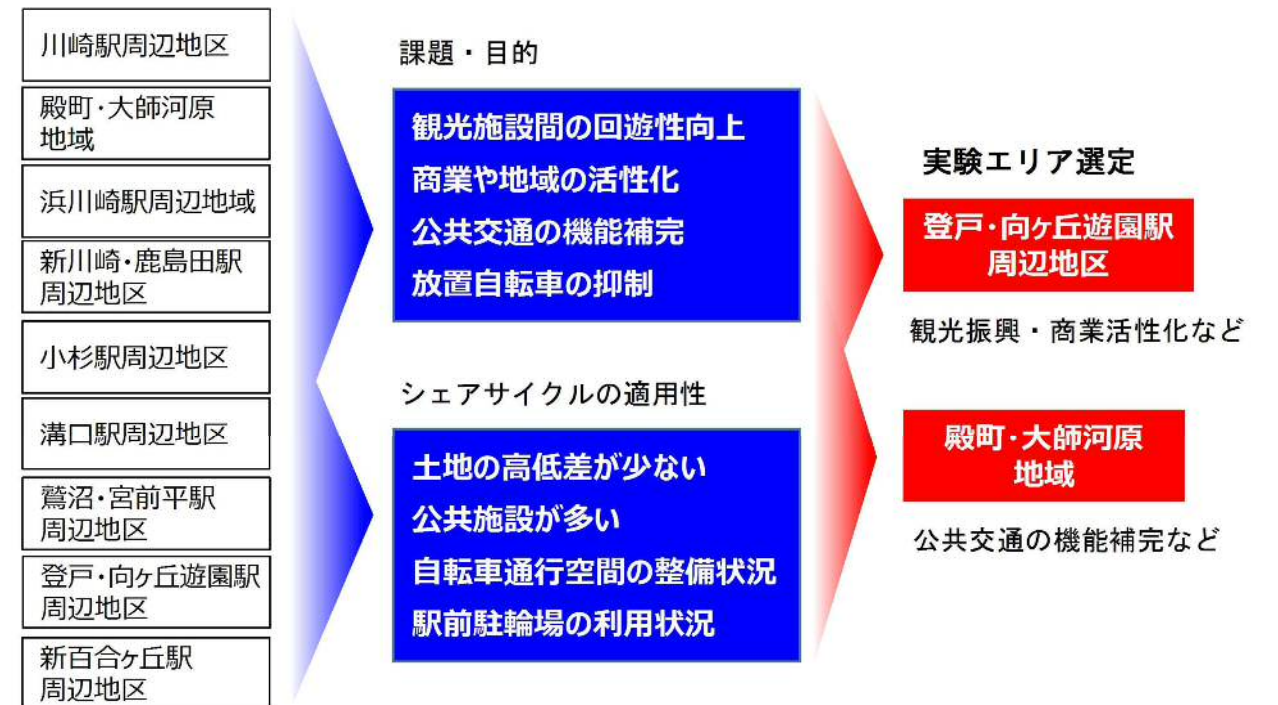 川崎駅周辺地区
殿町・大師河原
地域
浜川崎駅周辺地域
新川崎・鹿島田駅
周辺地区
小杉駅周辺地区
溝口駅周辺地区
鷺沼・宮前平駅
周辺地区
登戸・向ヶ丘遊園駅
周辺地区
新百合ヶ丘駅
周辺地区
課題・目的
観光施設間の回遊性向上
商業や地域の活性化
公共交通の機能補完
放置自転車の抑制
シェアサイクルの適用性
土地の高低差が少ない
公共施設が多い
自転車通行空間の整備状況
駅前駐輪場の利用状況
実験エリア選定
登戸・向ヶ丘遊園駅
周辺地区
観光振興・商業活性化など
殿町・大師河原
地域
公共交通の機能補完など